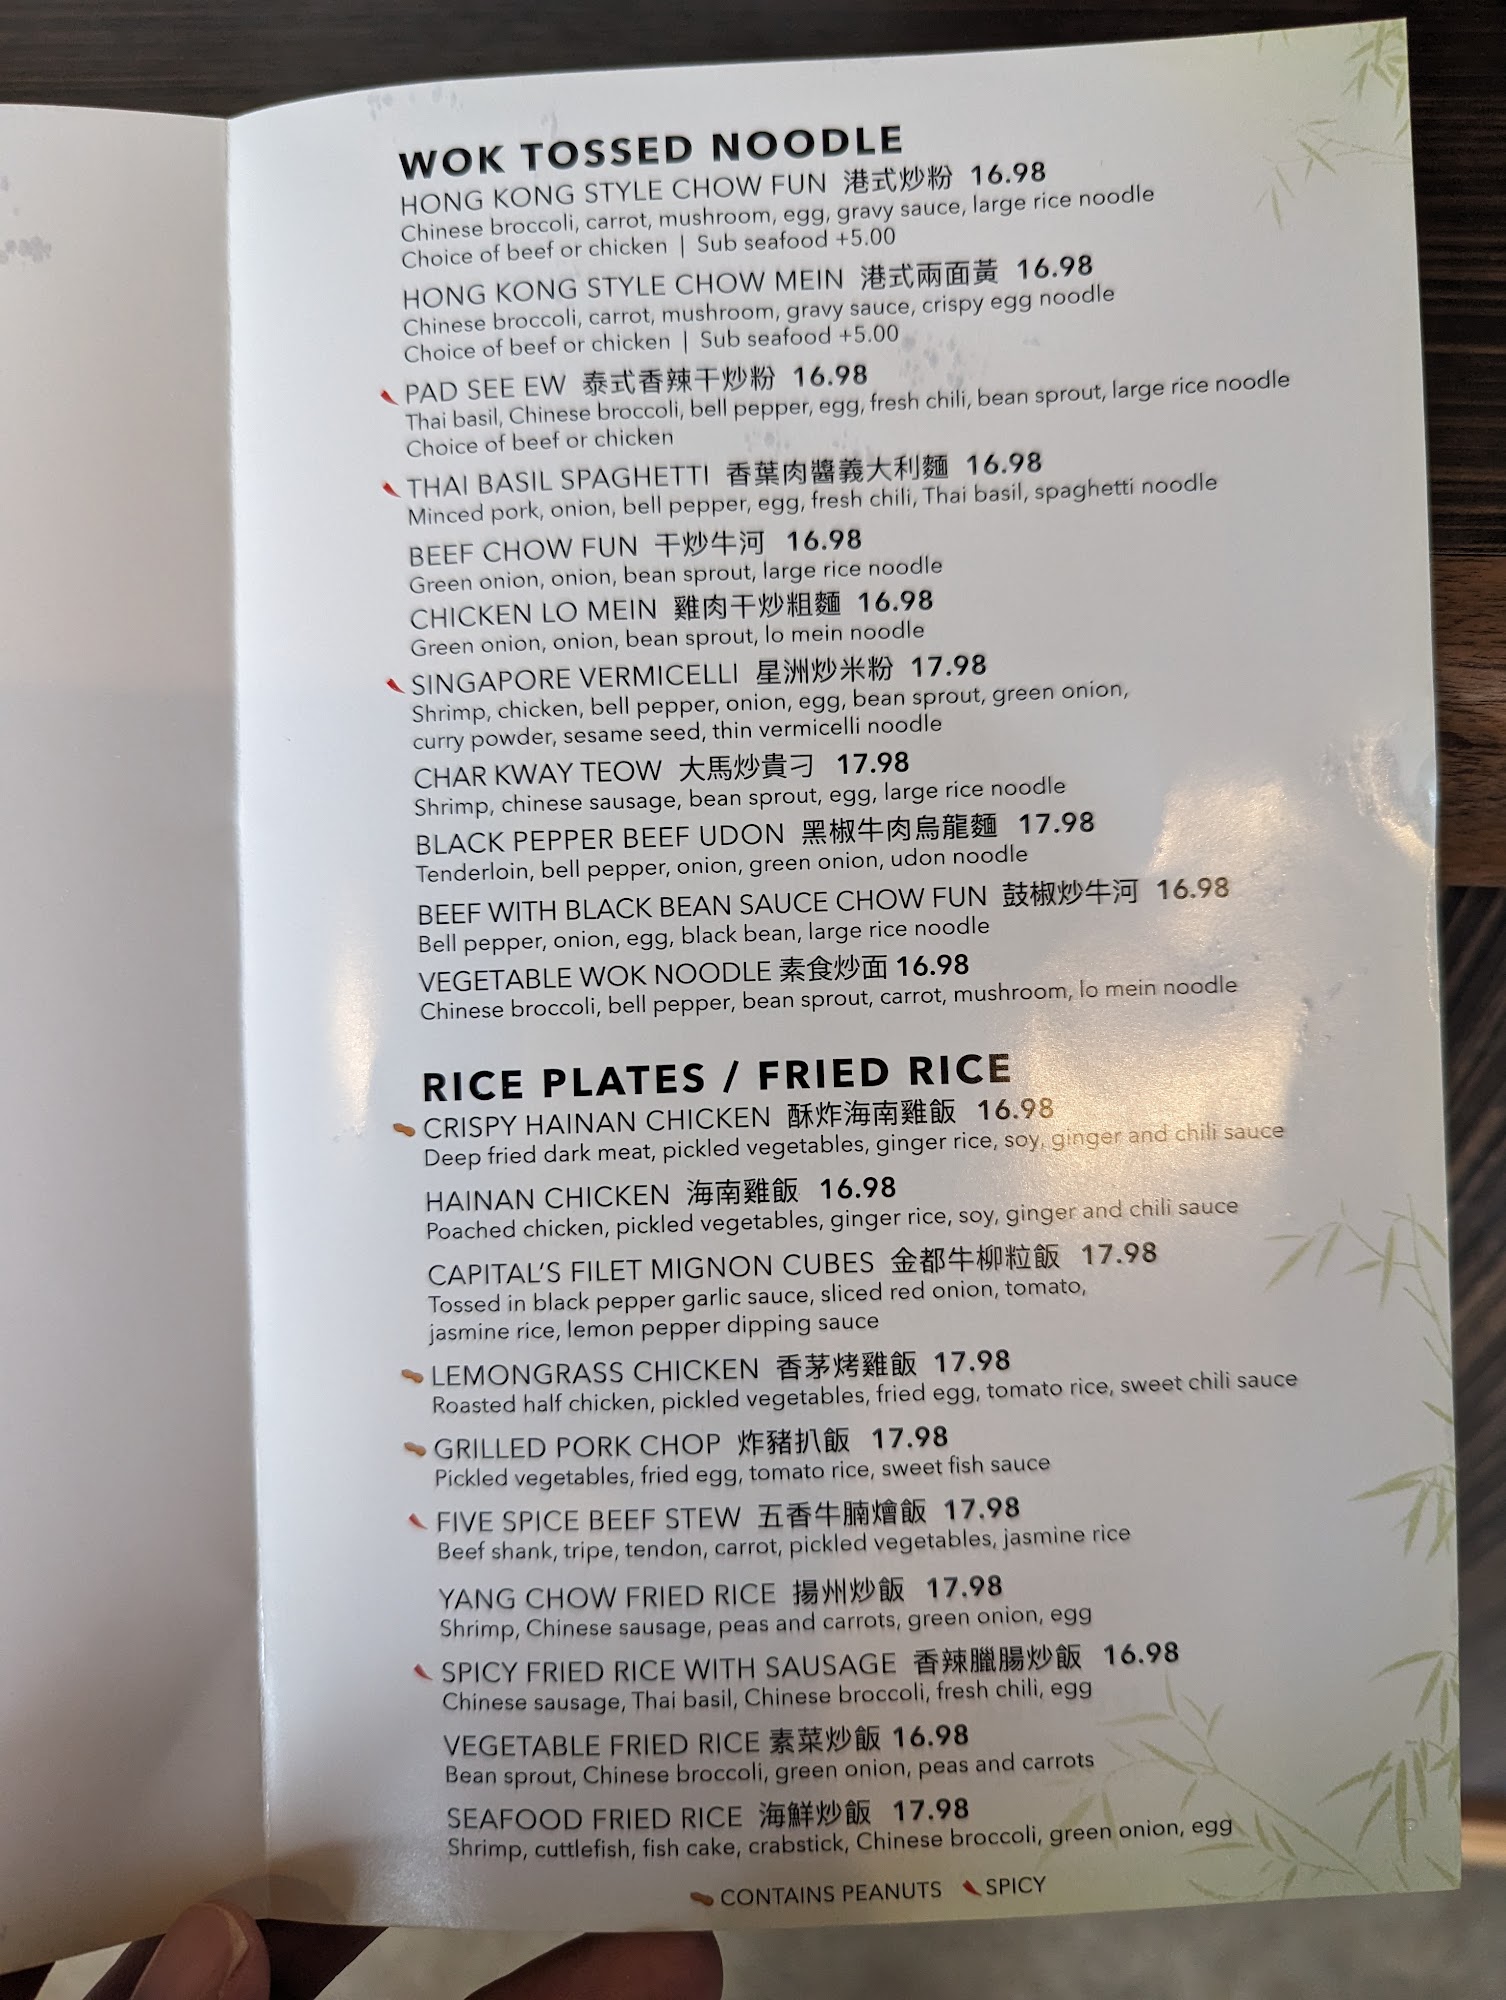 WOK TOSSED NOODLE
HONG KONG STYLE CHOW FUN 港式炒粉 16.98
Chinese broccoli, carrot, mushroom, egg, gravy sauce, large rice noodle
Choice of beef or chicken | Sub seafood +5.00
HONG KONG STYLE CHOW MEIN 港式兩面黃 16.98
Chinese broccoli, carrot, mushroom, gravy sauce, crispy egg noodle
Choice of beef or chicken | Sub seafood +5.00
PAD SEE EW 泰式香辣干炒粉 16.98
Thai basil, Chinese broccoli, bell pepper, egg, fresh chili, bean sprout, large rice noodle
Choice of beef or chicken
THAI BASIL SPAGHETTI 香葉肉醬義大利麵 16.98
Minced pork, onion, bell pepper, egg, fresh chili, Thai basil, spaghetti noodle
BEEF CHOW FUN 干炒牛河 16.98
Green onion, onion, bean sprout, large rice noodle
CHICKEN LO MEIN 雞肉干炒粗麵 16.98
Green onion, onion, bean sprout, lo mein noodle
SINGAPORE VERMICELLI 星洲炒米粉 17.98
Shrimp, chicken, bell pepper, onion, egg, bean sprout, green onion,
curry powder, sesame seed, thin vermicelli noodle
CHAR KWAY TEOW 大馬炒貴刁 17.98
Shrimp, chinese sausage, bean sprout, egg, large rice noodle
BLACK PEPPER BEEF UDON 黑椒牛肉烏龍麵 17.98
Tenderloin, bell pepper, onion, green onion, udon noodle
BEEF WITH BLACK BEAN SAUCE CHOW FUN 鼓椒炒牛河 16.98
Bell pepper, onion, egg, black bean, large rice noodle
VEGETABLE WOK NOODLE 素食炒面 16.98
Chinese broccoli, bell pepper, bean sprout, carrot, mushroom, lo mein noodle
RICE PLATES / FRIED RICE
CRISPY HAINAN CHICKEN 酥炸海南雞飯 16.98
Deep fried dark meat, pickled vegetables, ginger rice, soy, ginger and chili sauce
HAINAN CHICKEN 海南雞飯 16.98
Poached chicken, pickled vegetables, ginger rice, soy, ginger and chili sauce
CAPITAL'S FILET MIGNON CUBES 金都牛柳粒飯 17.98
Tossed in black pepper garlic sauce, sliced red onion, tomato,
jasmine rice, lemon pepper dipping sauce
LEMONGRASS CHICKEN 香茅烤雞飯 17.98
Roasted half chicken, pickled vegetables, fried egg, tomato rice, sweet chili sauce
GRILLED PORK CHOP 炸豬扒飯 17.98
Pickled vegetables, fried egg, tomato rice, sweet fish sauce
FIVE SPICE BEEF STEW 五香牛腩燴飯 17.98
Beef shank, tripe, tendon, carrot, pickled vegetables, jasmine rice
YANG CHOW FRIED RICE 揚州炒飯 17.98
Shrimp, Chinese sausage, peas and carrots, green onion, egg
SPICY FRIED RICE WITH SAUSAGE 香辣臘腸炒飯 16.98
Chinese sausage, Thai basil, Chinese broccoli, fresh chili, egg
VEGETABLE FRIED RICE 素菜炒飯 16.98
Bean sprout, Chinese broccoli, green onion, peas and carrots
SEAFOOD FRIED RICE 海鮮炒飯 17.98
Shrimp, cuttlefish, fish cake, crabstick, Chinese broccoli, green onion, egg
CONTAINS PEANUTS SPICY